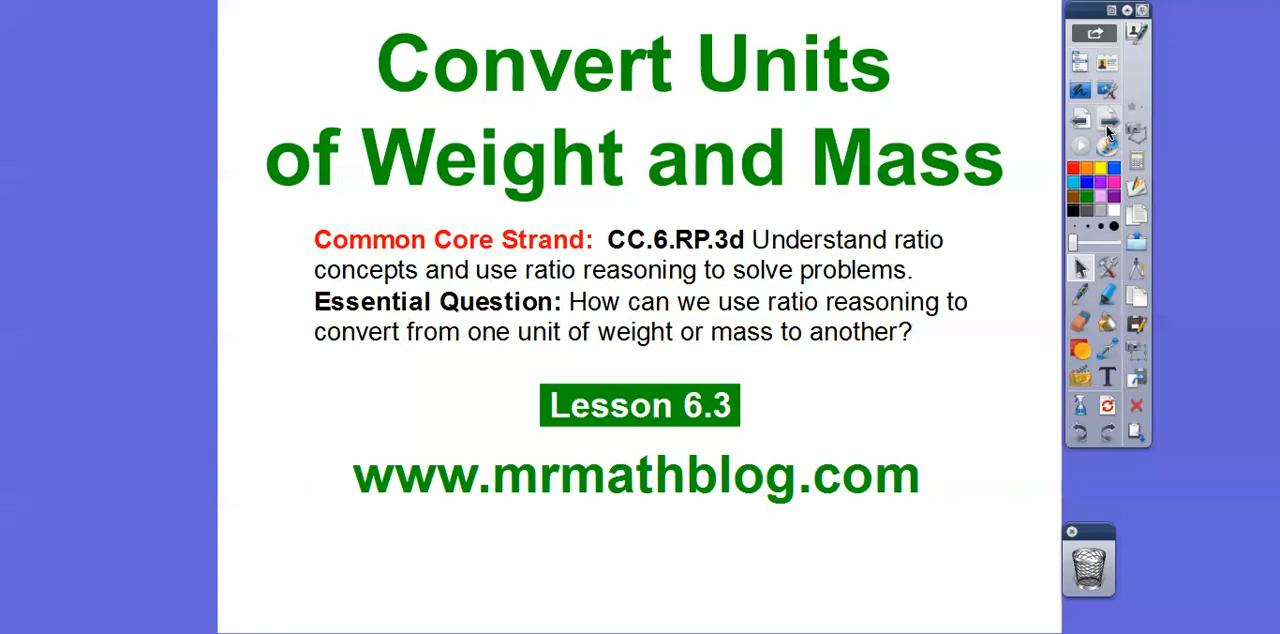 Convert Units
of Weight and Mass
Common Core Strand: CC.6.RP.3d Understand ratio
concepts and use ratio reasoning to solve problems.
Essential Question: How can we use ratio reasoning to
convert from one unit of weight or mass to another?
Lesson 6.3
www.mrmathblog.com
T